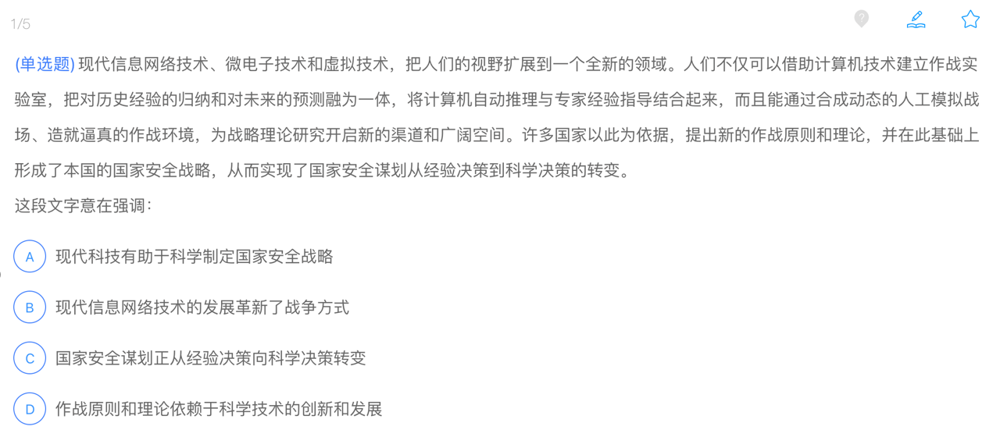 1/5
(单选题) 现代信息网络技术、微电子技术和虚拟技术，把人们的视野扩展到一个全新的领域。人们不仅可以借助计算机技术建立作战实
验室，把对历史经验的归纳和对未来的预测融为一体，将计算机自动推理与专家经验指导结合起来，而且能通过合成动态的人工模拟战
场、造就逼真的作战环境，为战略理论研究开启新的渠道和广阔空间。许多国家以此为依据，提出新的作战原则和理论，并在此基础上
形成了本国的国家安全战略，从而实现了国家安全谋划从经验决策到科学决策的转变。
这段文字意在强调：
A 现代科技有助于科学制定国家安全战略
B 现代信息网络技术的发展革新了战争方式
C 国家安全谋划正从经验决策向科学决策转变
D 作战原则和理论依赖于科学技术的创新和发展